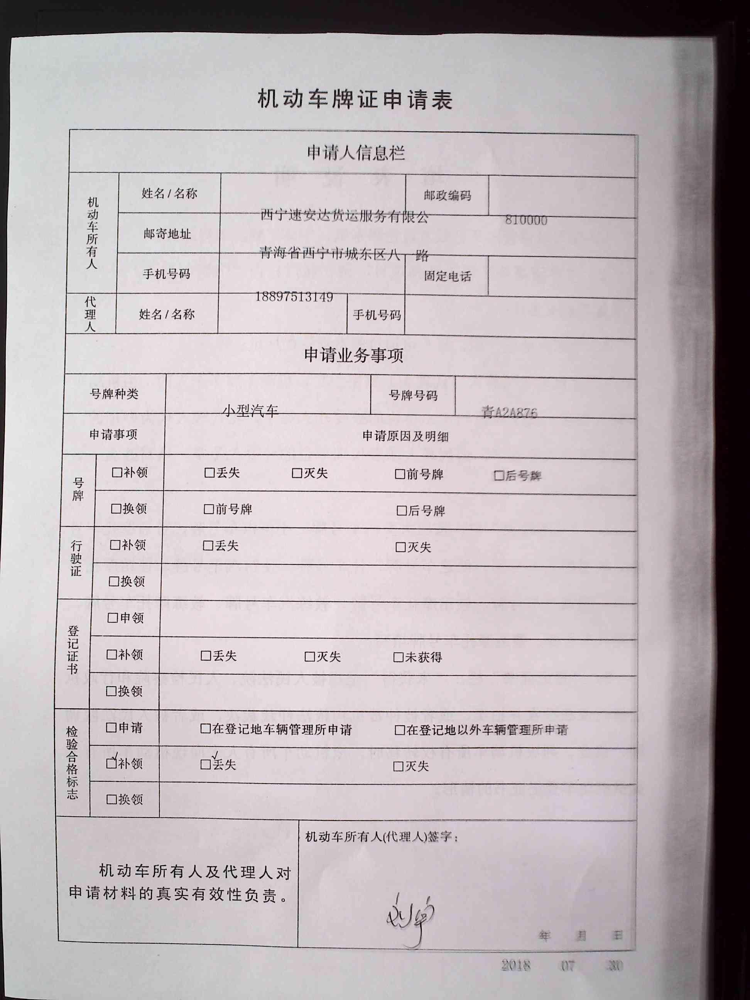 机动车牌证申请表
申请人信息栏
机动车所有人
姓名/名称
邮政编码
西宁速安达货运服务有限公
810000
邮寄地址
青海省西宁市城东区八一路
手机号码
固定电话
18897513149
代理人
姓名/名称
手机号码
申请业务事项
号牌种类
小型汽车
号牌号码
青A2A876
申请事项
申请原因及明细
号牌
□补领 □丢失 □灭失 □前号牌 □后号牌
□换领 □前号牌 □后号牌
行驶证
□补领 □丢失 □灭失
□换领
登记证书
□申领
□补领 □丢失 □灭失 □未获得
□换领
检验合格标志
□申请 □在登记地车辆管理所申请 □在登记地以外车辆管理所申请
☑补领 ☑丢失 □灭失
□换领
机动车所有人及代理人对
申请材料的真实有效性负责。
机动车所有人(代理人)签字：
年 月 日
2018 07 30